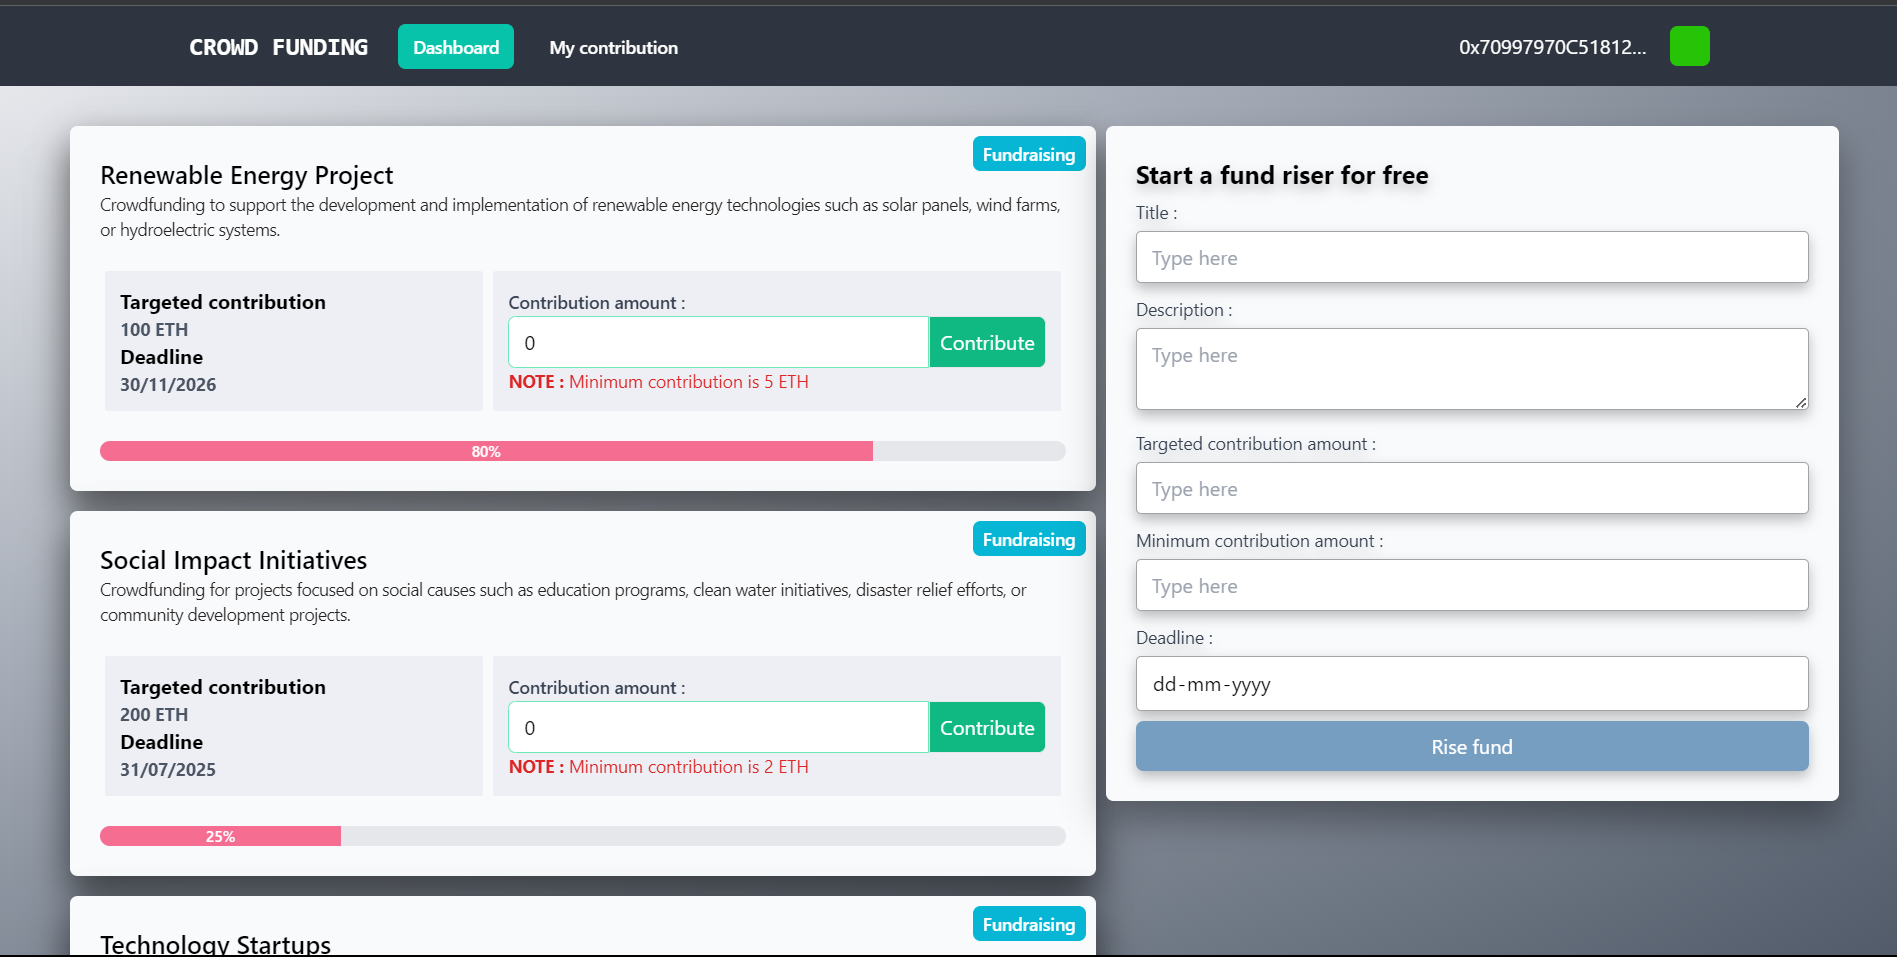 CROWD FUNDING
Dashboard
My contribution
0x70997970C51812...
Fundraising
Renewable Energy Project
Crowdfunding to support the development and implementation of renewable energy technologies such as solar panels, wind farms,
or hydroelectric systems.
Targeted contribution
100 ETH
Deadline
30/11/2026
Contribution amount :
0
Contribute
NOTE : Minimum contribution is 5 ETH
80%
Fundraising
Social Impact Initiatives
Crowdfunding for projects focused on social causes such as education programs, clean water initiatives, disaster relief efforts, or
community development projects.
Targeted contribution
200 ETH
Deadline
31/07/2025
Contribution amount :
0
Contribute
NOTE : Minimum contribution is 2 ETH
25%
Fundraising
Technology Startups
Start a fund riser for free
Title :
Type here
Description :
Type here
Targeted contribution amount :
Type here
Minimum contribution amount :
Type here
Deadline :
dd-mm-yyyy
Rise fund